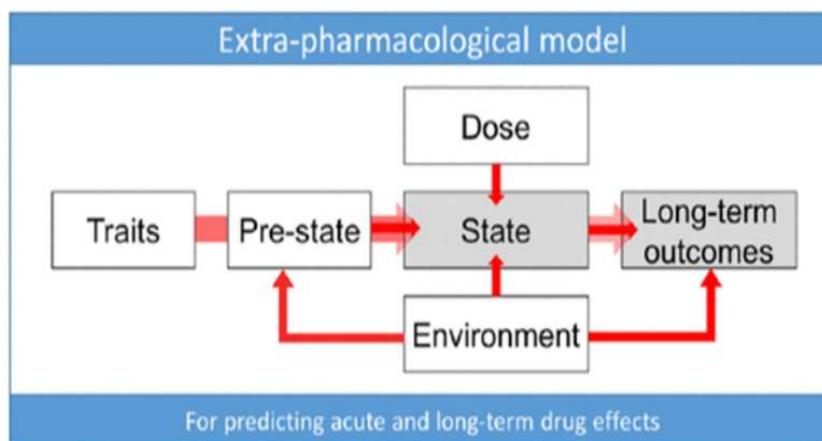 Extra-pharmacological model
Dose
Traits
Pre-state
State
Long-term
outcomes
Environment
For predicting acute and long-term drug effects